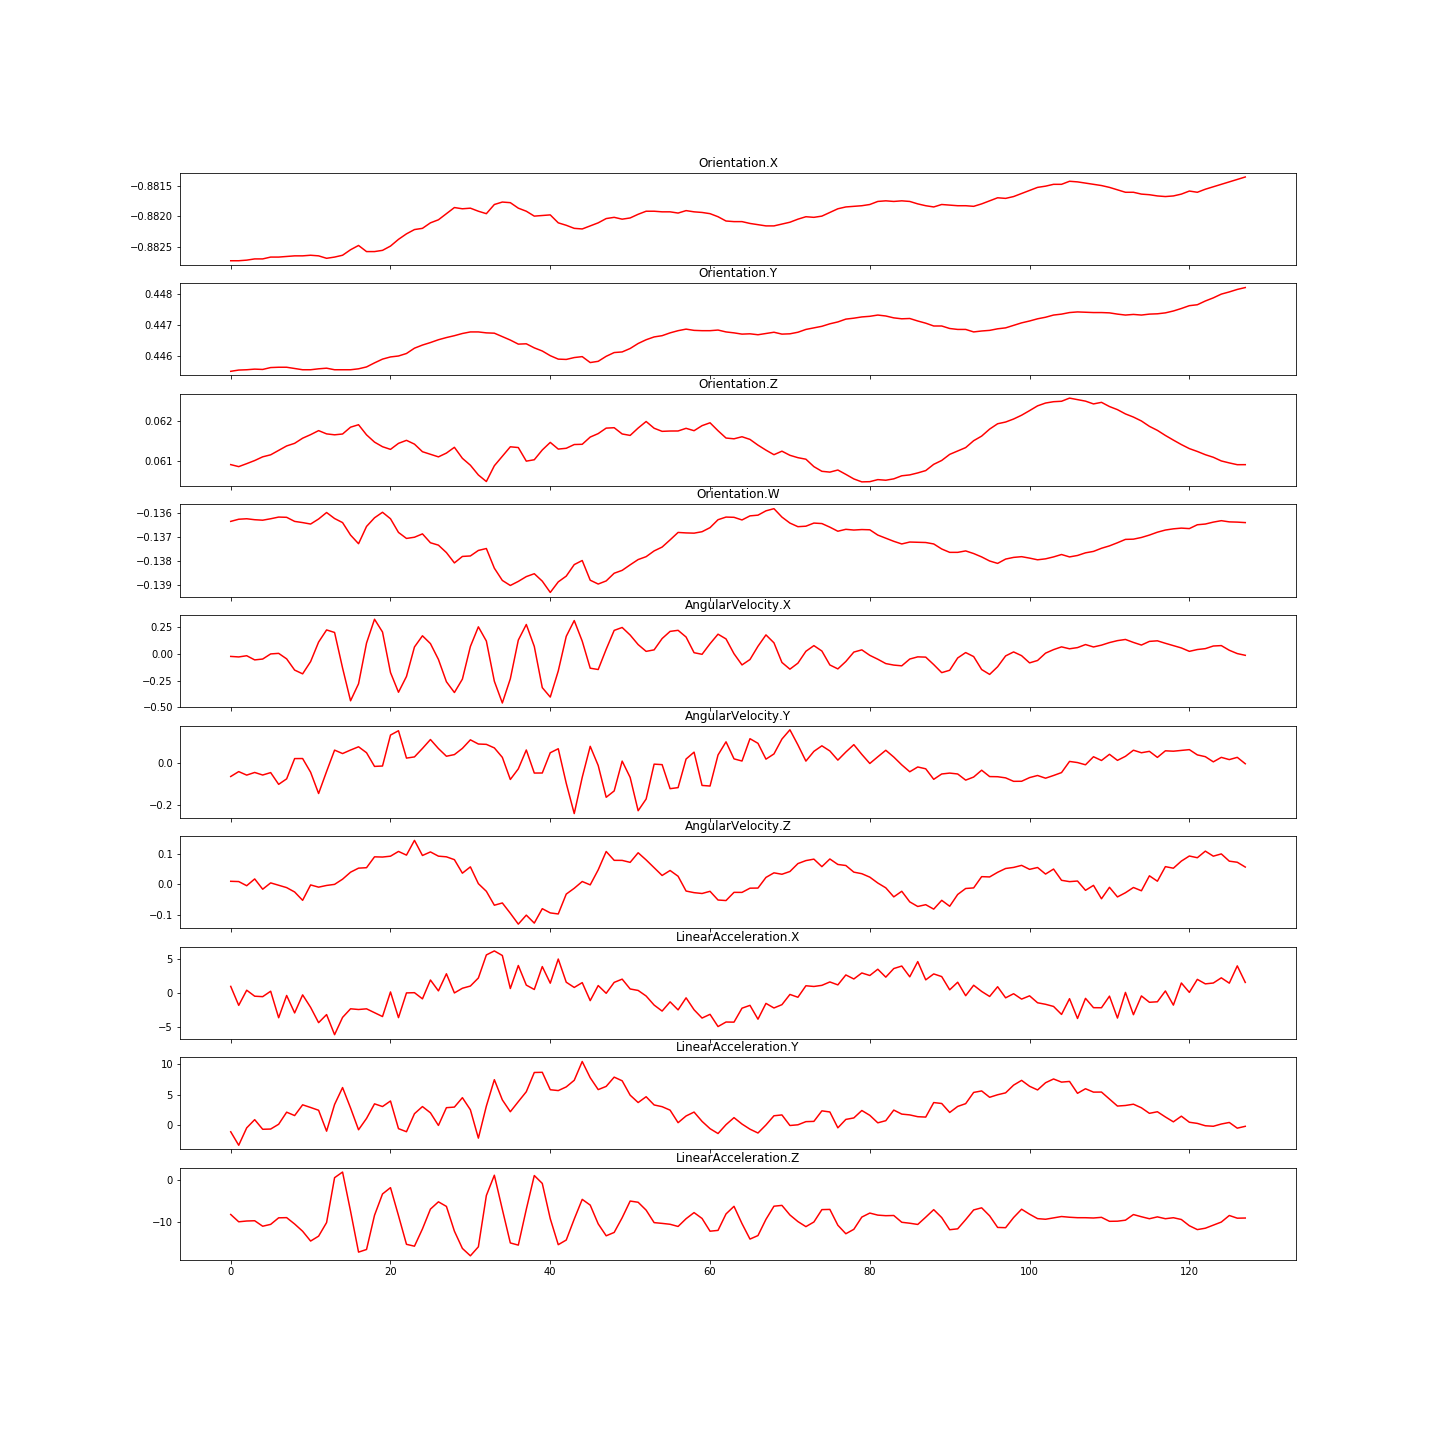 Orientation.X
−0.8815
−0.8820
−0.8825
Orientation.Y
0.448
0.447
0.446
Orientation.Z
0.062
0.061
Orientation.W
−0.136
−0.137
−0.138
−0.139
AngularVelocity.X
0.25
0.00
−0.25
−0.50
AngularVelocity.Y
0.0
−0.2
AngularVelocity.Z
0.1
0.0
−0.1
LinearAcceleration.X
5
0
−5
LinearAcceleration.Y
10
5
0
LinearAcceleration.Z
0
−10
0 20 40 60 80 100 120